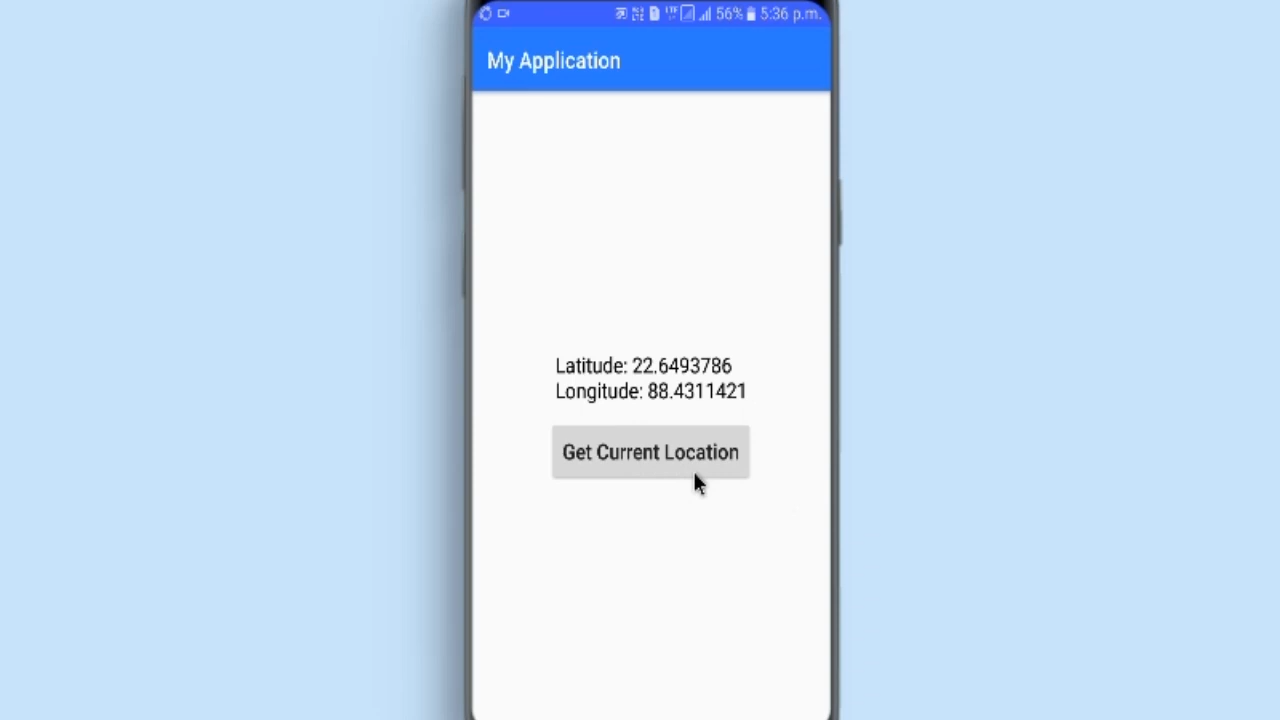 56% 5:36 p.m.
My Application
Latitude: 22.6493786
Longitude: 88.4311421
Get Current Location